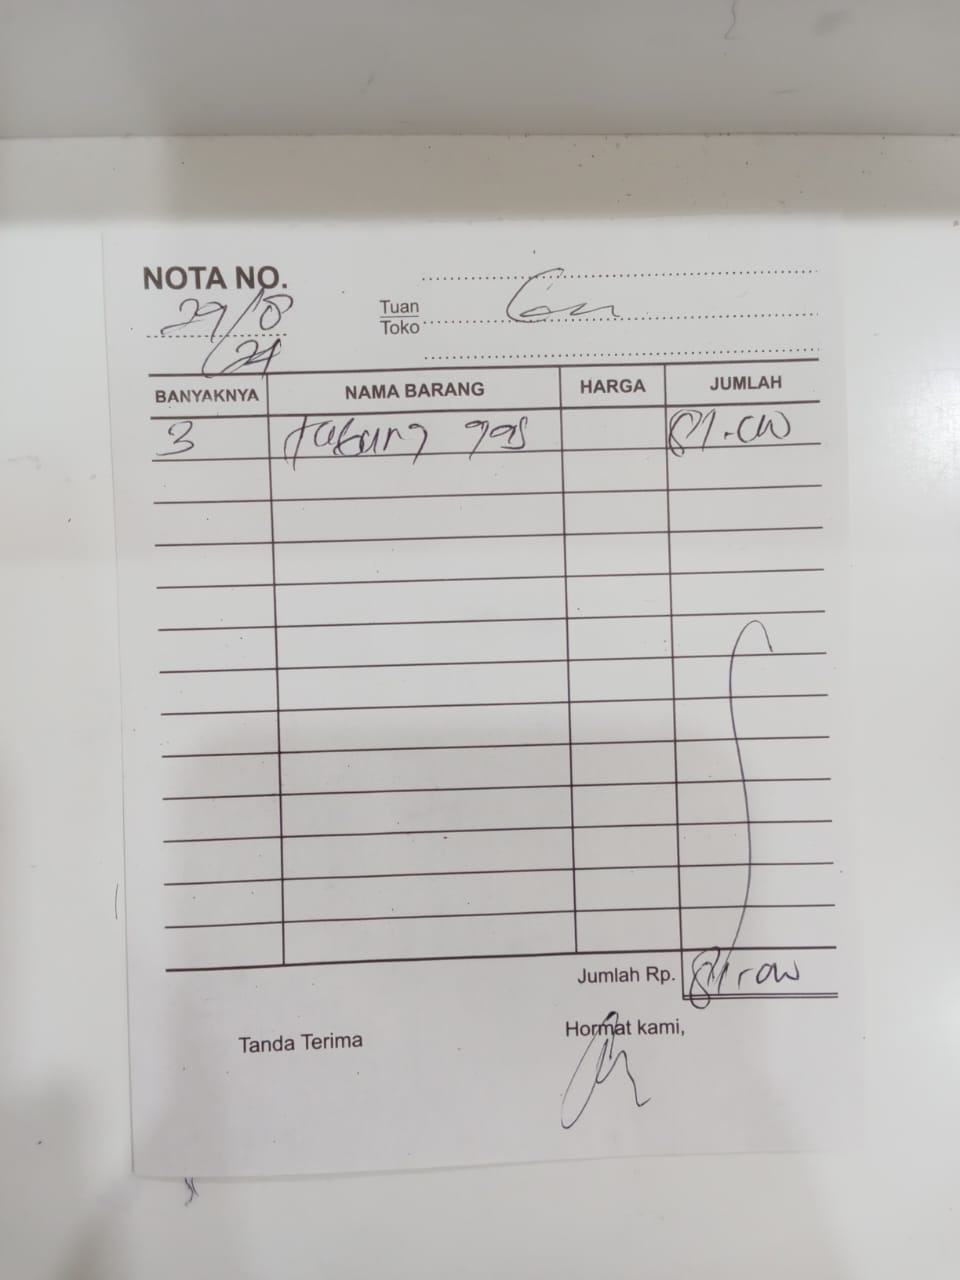 NOTA NO.
29/8
/24
Tuan
Toko
BANYAKNYA NAMA BARANG HARGA JUMLAH
3 tabung gas 81.000
Jumlah Rp. 81.000
Tanda Terima Hormat kami,